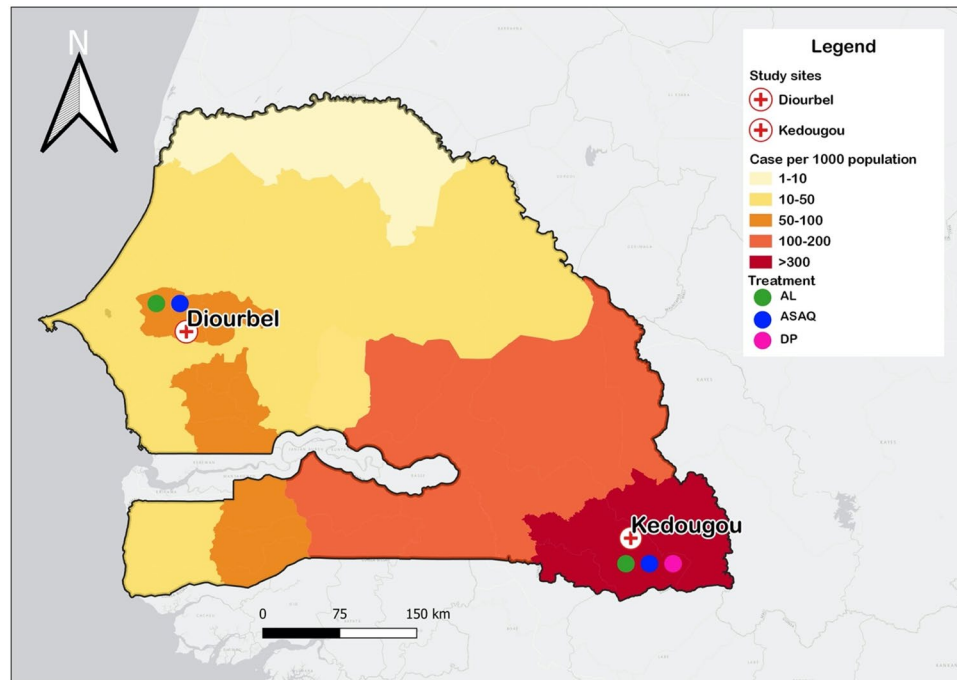 N
Legend
Study sites
Diourbel
Kedougou
Case per 1000 population
1-10
10-50
50-100
100-200
>300
Treatment
AL
ASAQ
DP
Diourbel
Kedougou
0 75 150 km